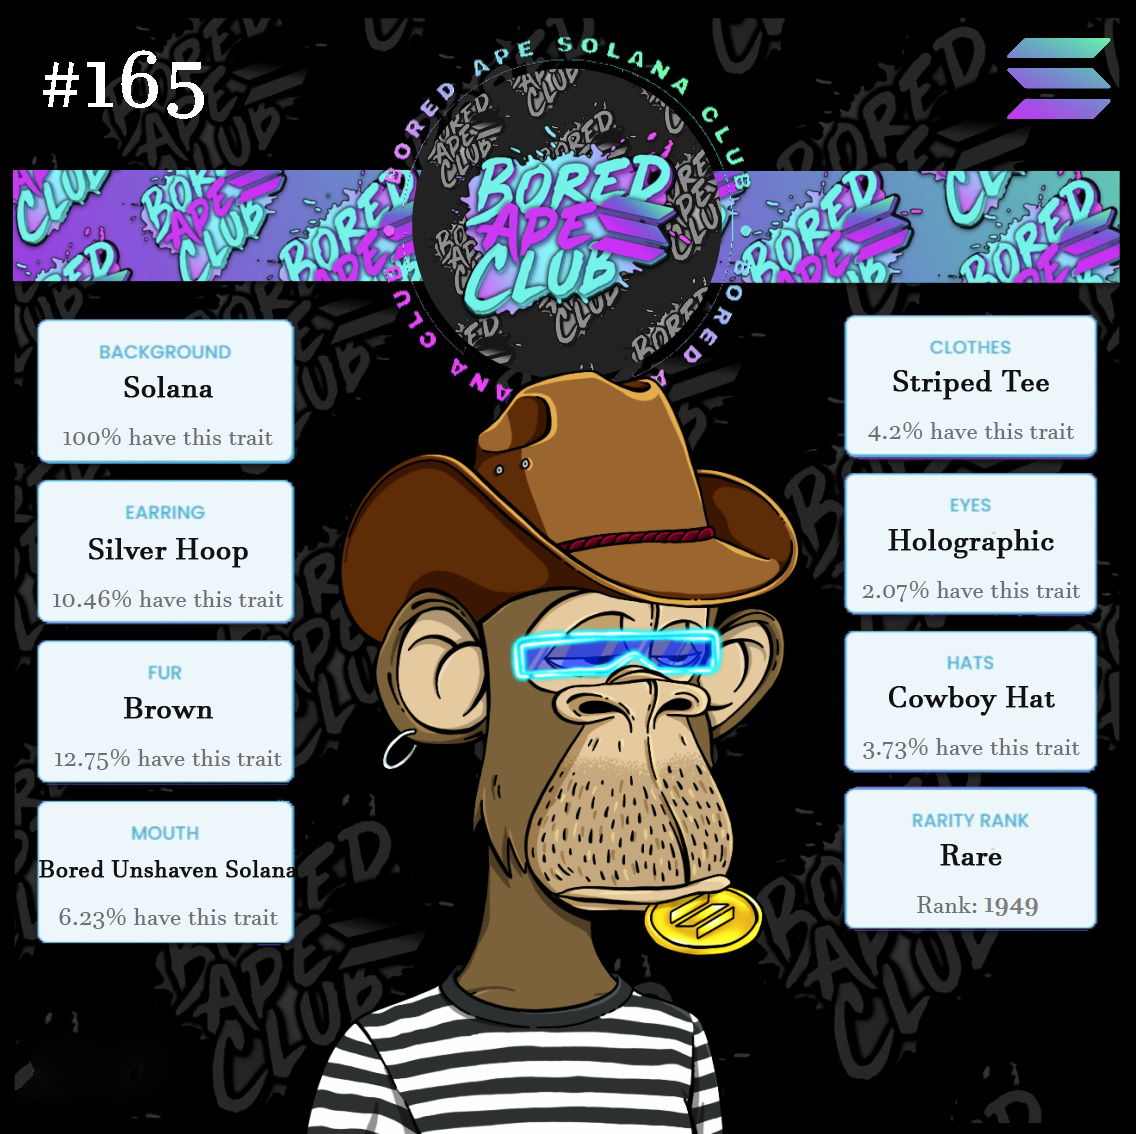 #165
BORED APE SOLANA CLUB
BORED
APE
CLUB
BACKGROUND
Solana
100% have this trait
EARRING
Silver Hoop
10.46% have this trait
FUR
Brown
12.75% have this trait
MOUTH
Bored Unshaven Solana
6.23% have this trait
CLOTHES
Striped Tee
4.2% have this trait
EYES
Holographic
2.07% have this trait
HATS
Cowboy Hat
3.73% have this trait
RARITY RANK
Rare
Rank: 1949